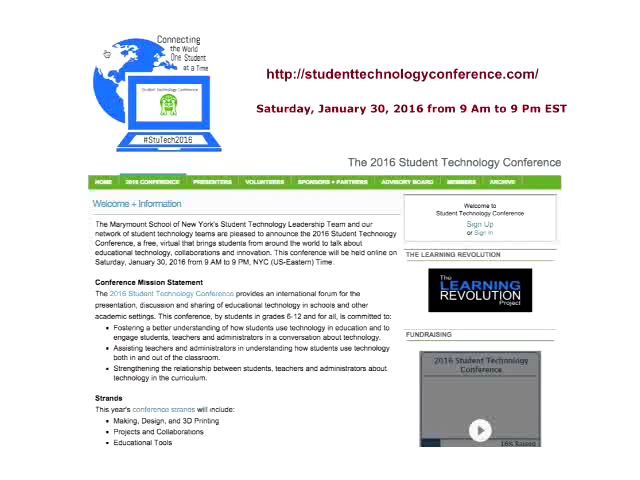 Connecting
the World
One Student
at a Time
Student Technology Conference
#StuTech2016
http://studenttechnologyconference.com/
Saturday, January 30, 2016 from 9 Am to 9 Pm EST
The 2016 Student Technology Conference
HOME 2016 CONFERENCE PRESENTERS VOLUNTEERS SPONSORS + PARTNERS ADVISORY BOARD MEMBERS ARCHIVE
Welcome + Information
The Marymount School of New York's Student Technology Leadership Team and our
network of student technology teams are pleased to announce the 2016 Student Technology
Conference, a free, virtual that brings students from around the world to talk about
educational technology, collaborations and innovation. This conference will be held online on
Saturday, January 30, 2016 from 9 AM to 9 PM, NYC (US-Eastern) Time.
Conference Mission Statement
The 2016 Student Technology Conference provides an international forum for the
presentation, discussion and sharing of educational technology in schools and other
academic settings. This conference, by students in grades 6-12 and for all, is committed to:
• Fostering a better understanding of how students use technology in education and to
engage students, teachers and administrators in a conversation about technology.
• Assisting teachers and administrators in understanding how students use technology
both in and out of the classroom.
• Strengthening the relationship between students, teachers and administrators about
technology in the curriculum.
Strands
This year's conference strands will include:
• Making, Design, and 3D Printing
• Projects and Collaborations
• Educational Tools
Welcome to
Student Technology Conference
Sign Up
or Sign In
THE LEARNING REVOLUTION
The
LEARNING
REVOLUTION
Project
FUNDRAISING
2016 Student Technology
Conference
16% Raised